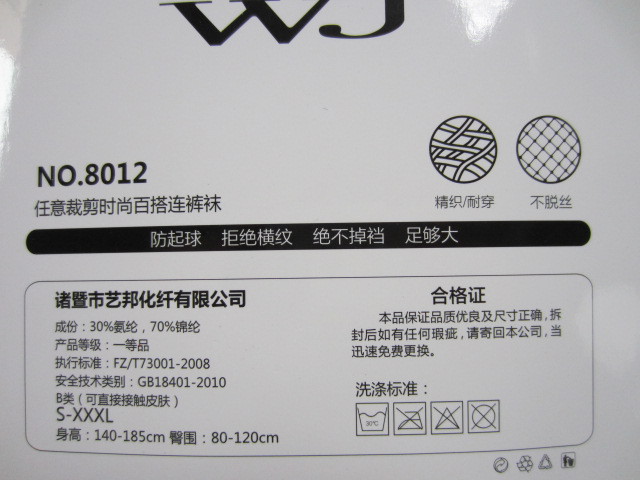 WJ
NO.8012
任意裁剪时尚百搭连裤袜
精织/耐穿
不脱丝
防起球 拒绝横纹 绝不掉裆 足够大
诸暨市艺邦化纤有限公司
成份：30%氨纶，70%锦纶
产品等级：一等品
执行标准：FZ/T73001-2008
安全技术类别：GB18401-2010
B类（可直接接触皮肤）
S-XXXL
身高：140-185cm 臀围：80-120cm
合格证
本品保证品质优良及尺寸正确,拆
封后如有任何瑕疵，请寄回本公司,当
迅速免费更换。
洗涤标准：
30℃